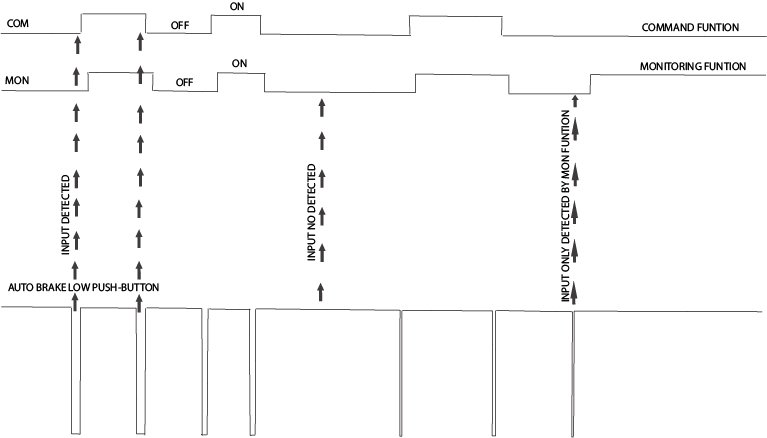 COM
OFF
ON
COMMAND FUNTION
MON
OFF
ON
MONITORING FUNTION
INPUT DETECTED
INPUT NO DETECTED
INPUT ONLY DETECTED BY MON FUNTION
AUTO BRAKE LOW PUSH-BUTTON